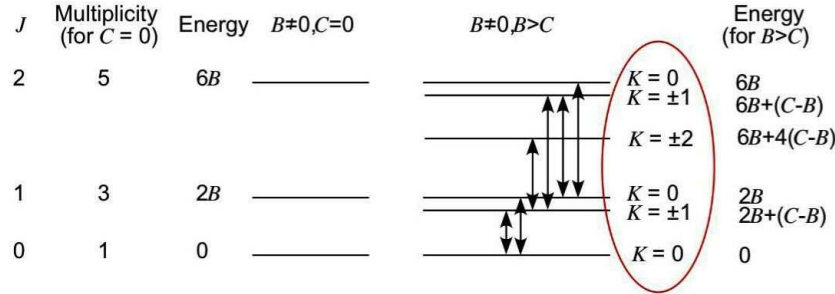 J Multiplicity (for C = 0) Energy B≠0,C=0 B≠0,B>C Energy (for B>C)
2 5 6B K = 0 6B
K = ±1 6B+(C-B)
K = ±2 6B+4(C-B)
1 3 2B K = 0 2B
K = ±1 2B+(C-B)
0 1 0 K = 0 0